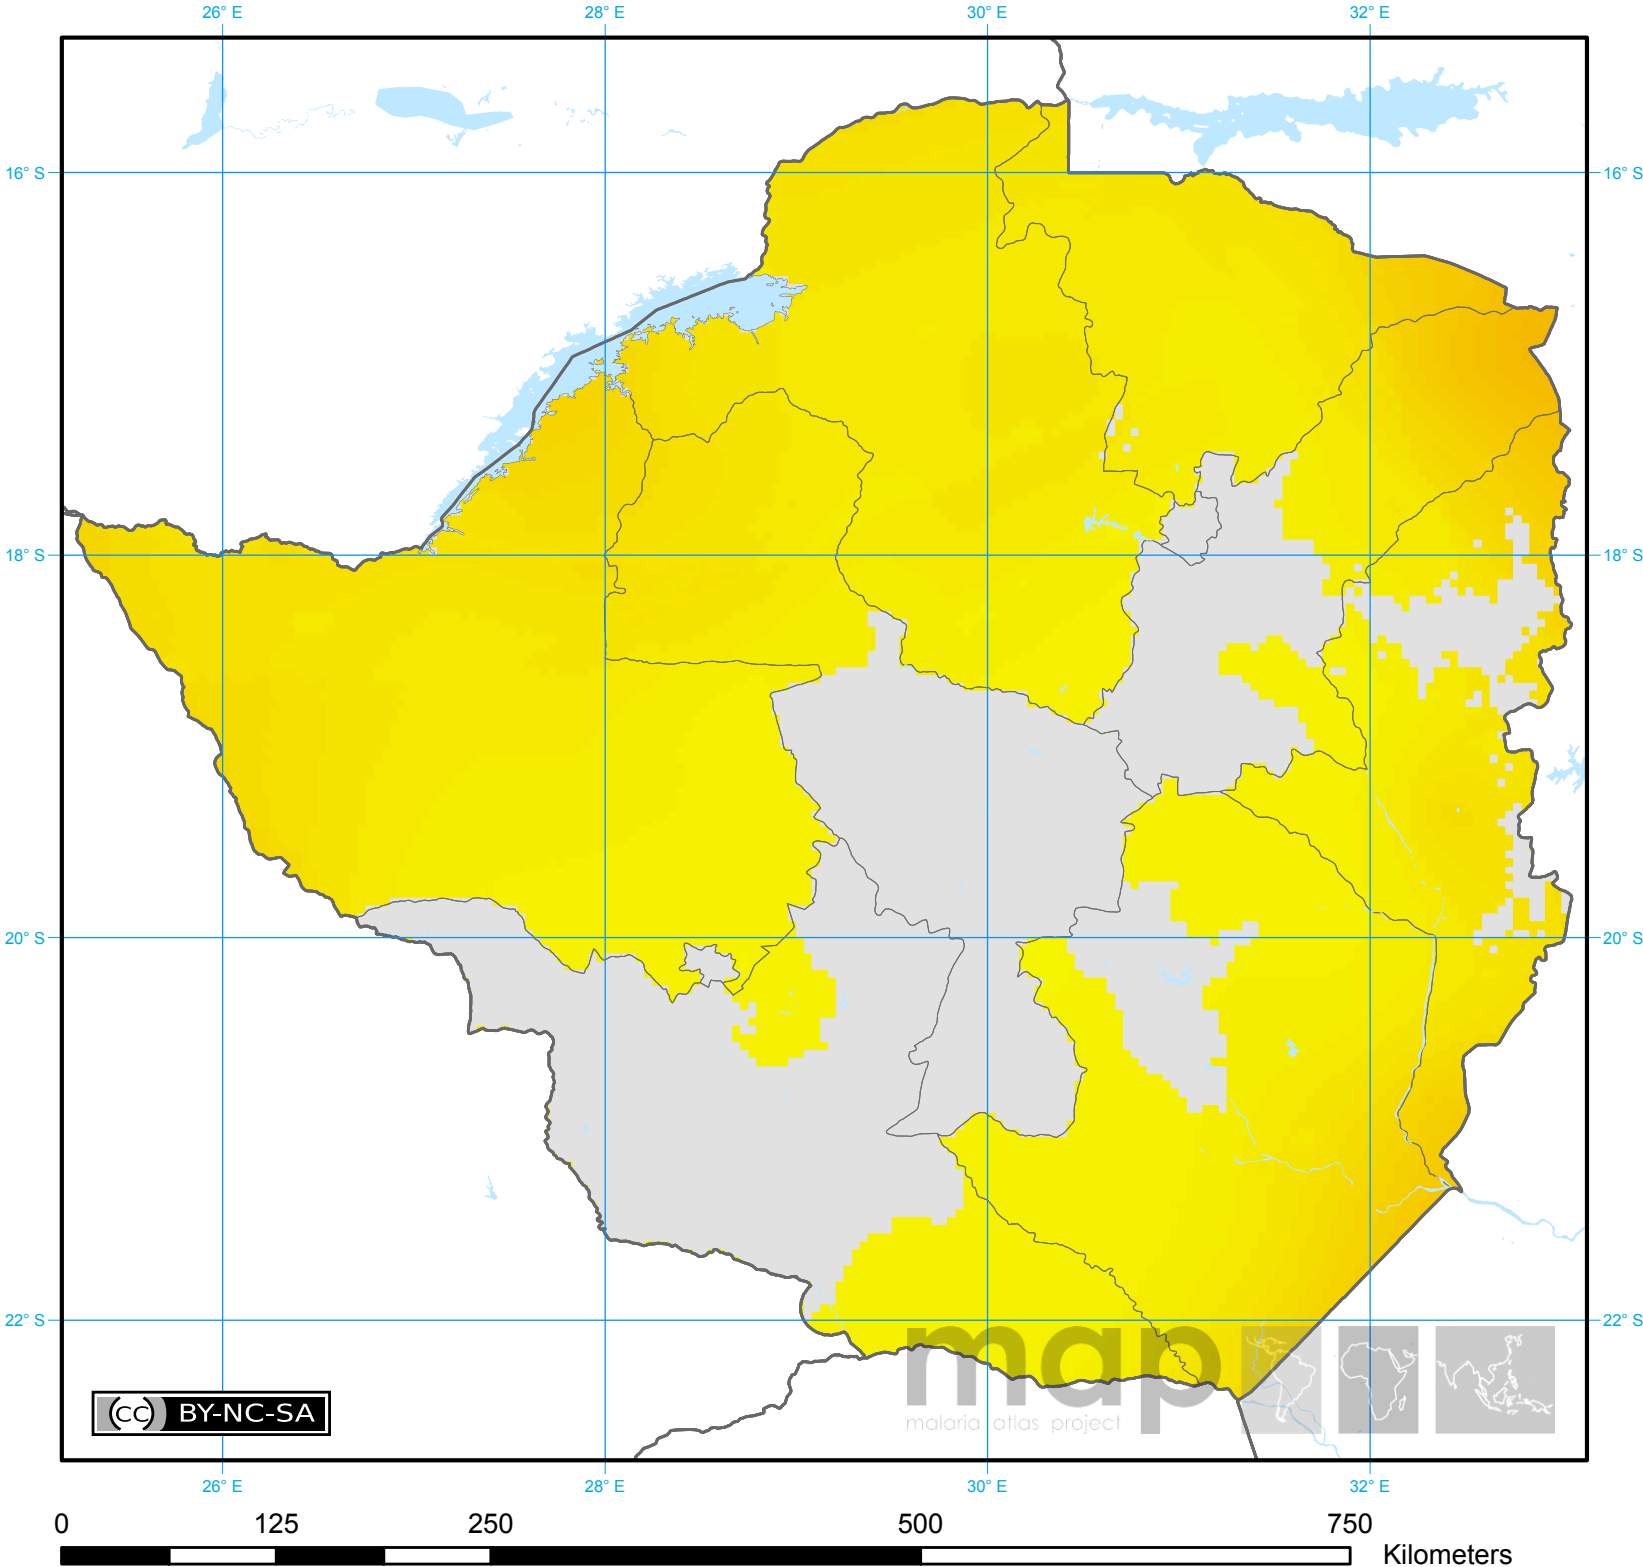 26° E 28° E 30° E 32° E
16° S 16° S
18° S 18° S
20° S 20° S
22° S 22° S
map
malaria atlas project
(cc) BY-NC-SA
26° E 28° E 30° E 32° E
0 125 250 500 750
Kilometers